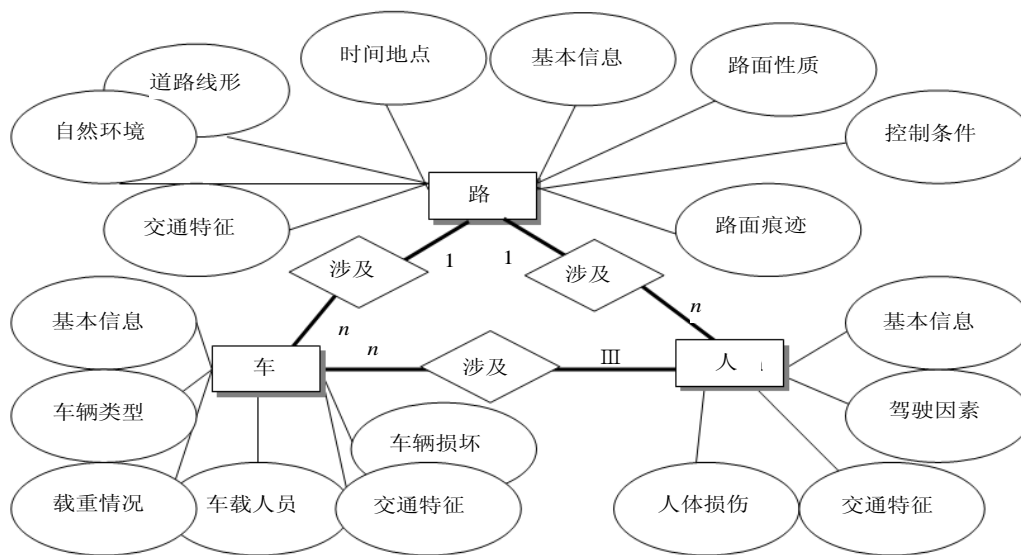 时间地点
基本信息
路面性质
道路线形
自然环境
控制条件
路
交通特征
路面痕迹
涉及
1
1
涉及
基本信息
n
n
基本信息
n
车
涉及
III
人
车辆类型
驾驶因素
车辆损坏
载重情况
车载人员
交通特征
人体损伤
交通特征